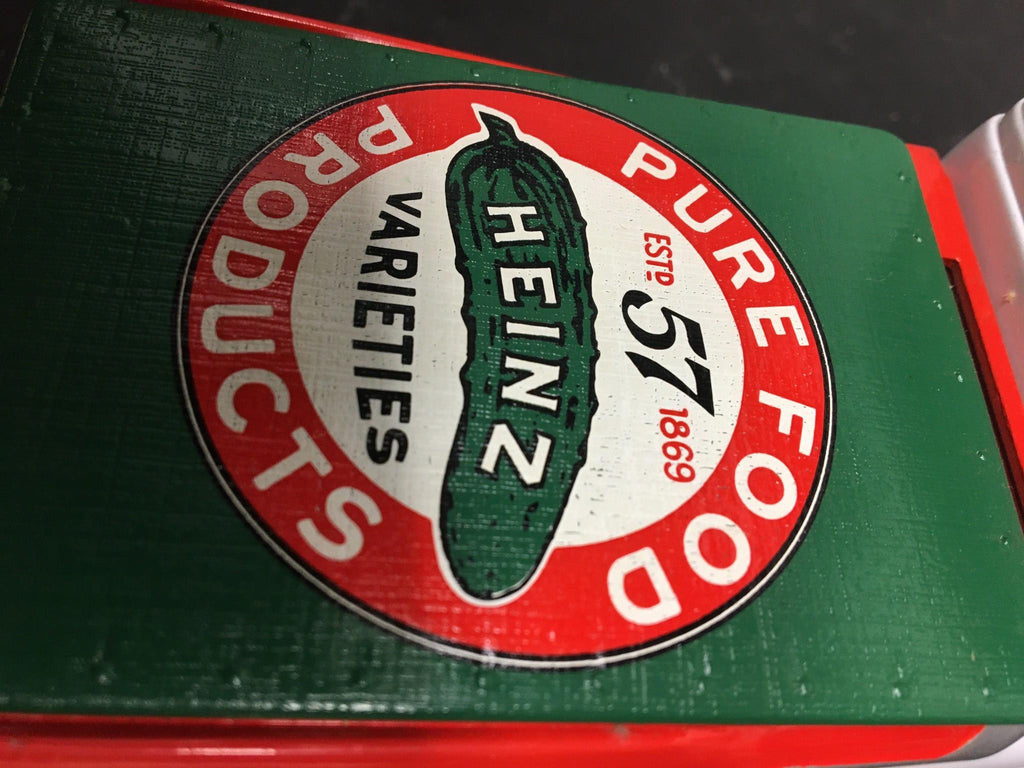 PURE FOOD
ESTD 57 1869
HEINZ
VARIETIES
PRODUCTS